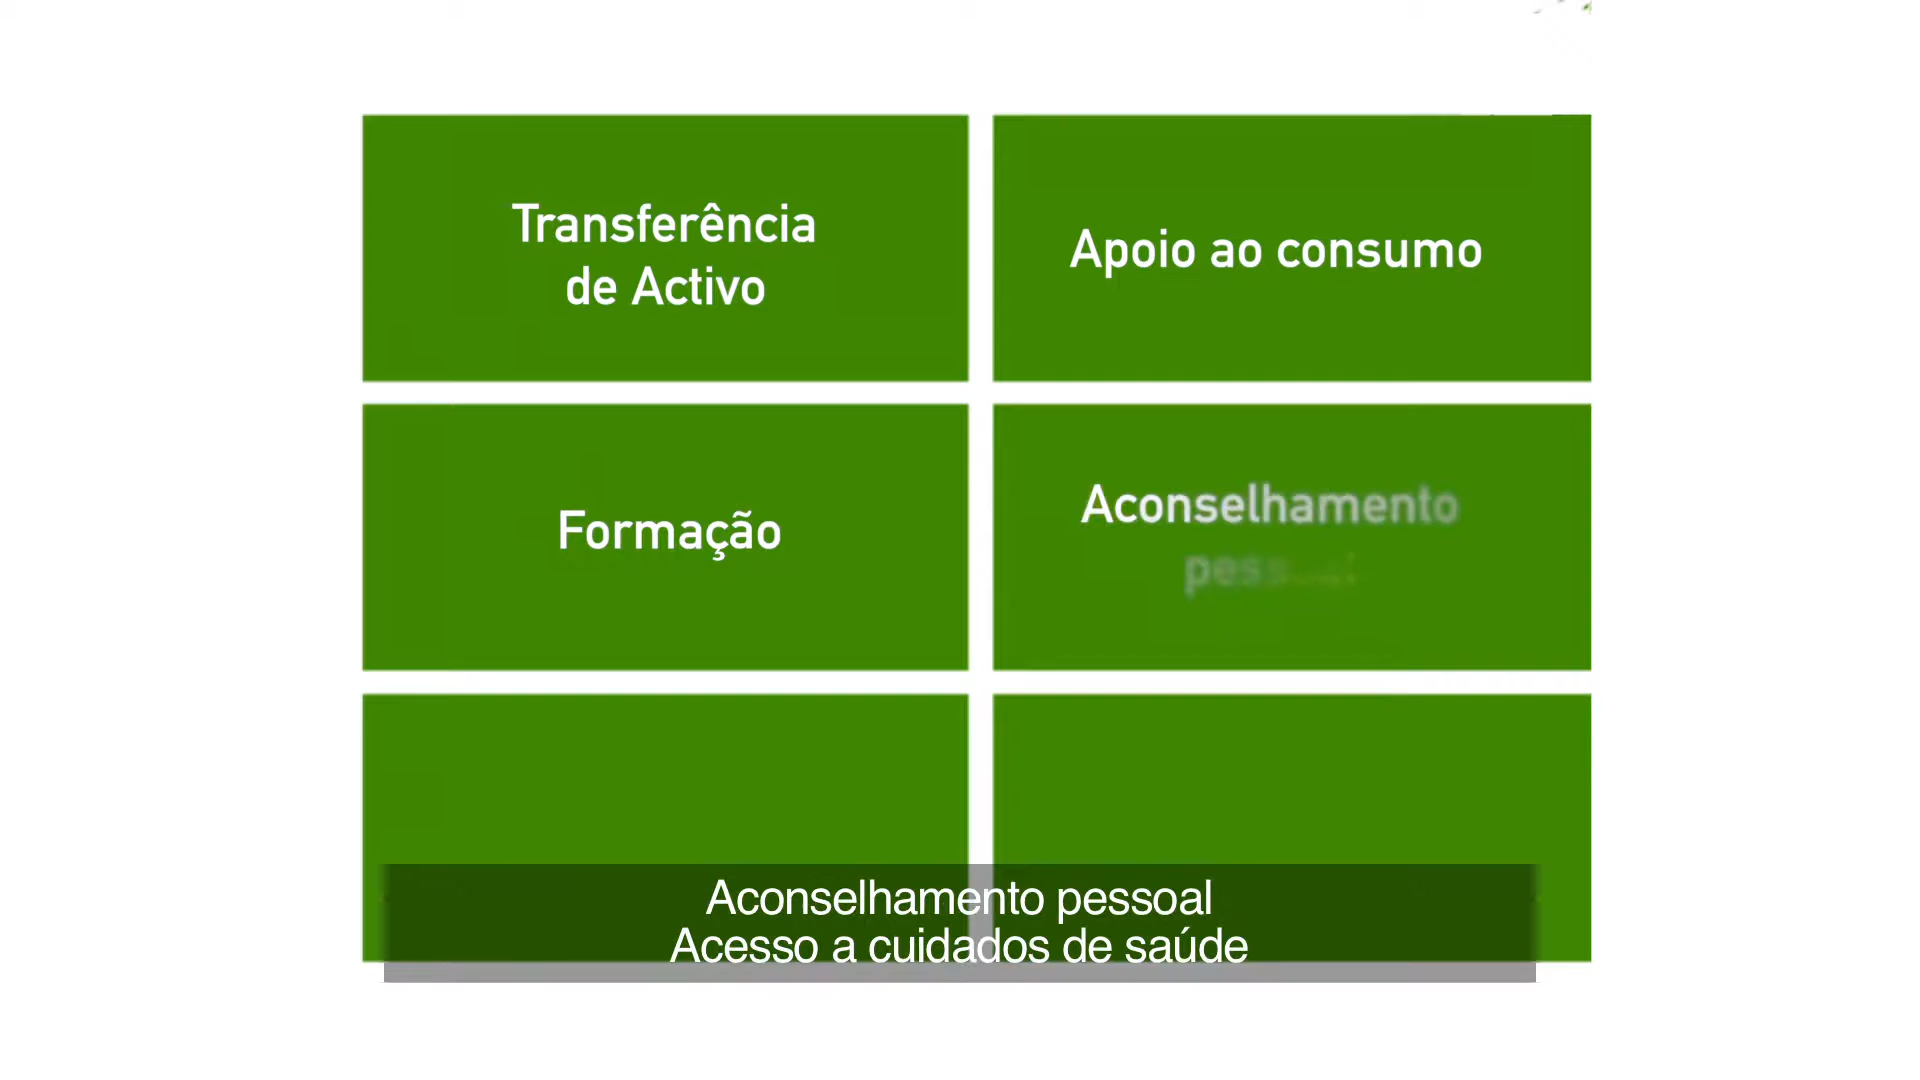 Transferência
de Activo
Apoio ao consumo
Formação
Aconselhamento
Aconselhamento pessoal
Acesso a cuidados de saúde